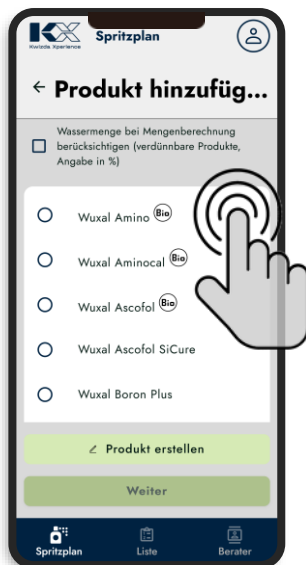 KX
Kwizda Xperience
Spritzplan
← Produkt hinzufüg...
Wassermenge bei Mengenberechnung
berücksichtigen (verdünnbare Produkte,
Angabe in %)
Wuxal Amino Bio
Wuxal Aminocal Bio
Wuxal Ascofol Bio
Wuxal Ascofol SiCure
Wuxal Boron Plus
Produkt erstellen
Weiter
Spritzplan Liste Berater